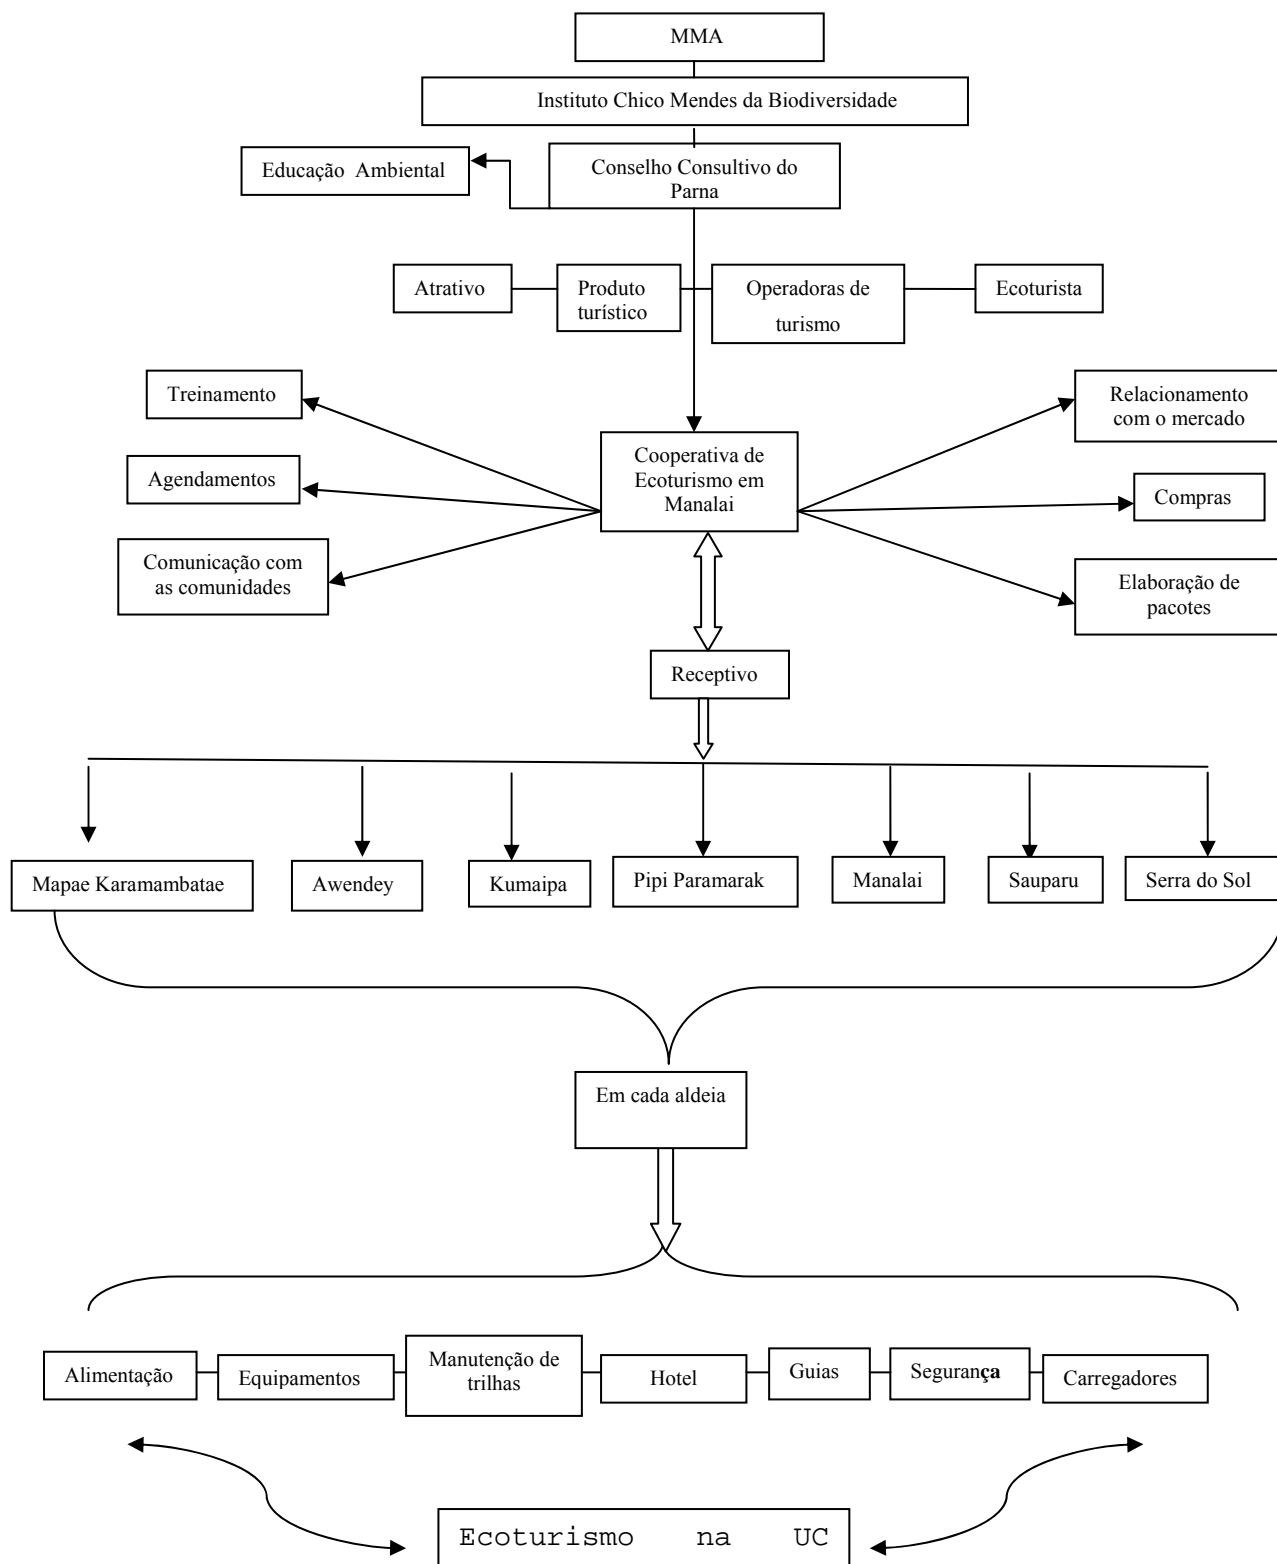 MMA
Instituto Chico Mendes da Biodiversidade
Educação Ambiental
Conselho Consultivo do
Parna
Atrativo
Produto
turístico
Operadoras de
turismo
Ecoturista
Treinamento
Relacionamento
com o mercado
Cooperativa de
Ecoturismo em
Manalai
Agendamentos
Compras
Comunicação com
as comunidades
Elaboração de
pacotes
Receptivo
Mapae Karamambatae
Awendey
Kumaipa
Pipi Paramarak
Manalai
Sauparu
Serra do Sol
Em cada aldeia
Alimentação
Equipamentos
Manutenção de
trilhas
Hotel
Guias
Segurança
Carregadores
Ecoturismo na UC